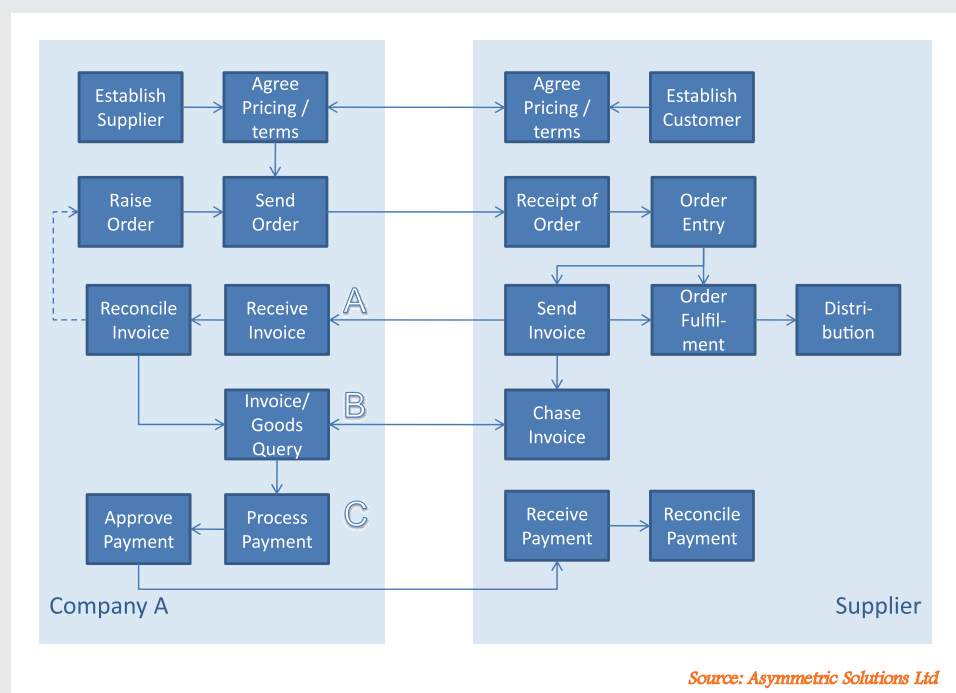 Establish
Supplier
Agree
Pricing /
terms
Agree
Pricing /
terms
Establish
Customer
Raise
Order
Send
Order
Receipt of
Order
Order
Entry
Reconcile
Invoice
Receive
Invoice
A
Send
Invoice
Order
Fulfil-
ment
Distri-
bution
Invoice/
Goods
Query
B
Chase
Invoice
Approve
Payment
Process
Payment
C
Receive
Payment
Reconcile
Payment
Company A
Supplier
Source: Asymmetric Solutions Ltd